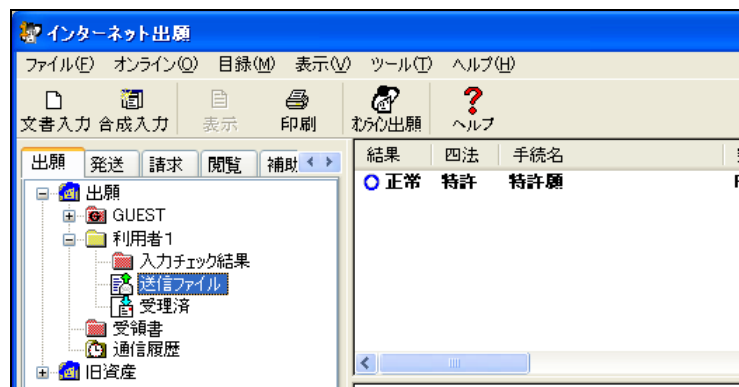 インターネット出願
ファイル(F) オンライン(O) 目録(M) 表示(V) ツール(T) ヘルプ(H)
文書入力 合成入力 表示 印刷 オンライン出願 ヘルプ
出願 発送 請求 閲覧 補助
結果 四法 手続名
正常 特許 特許願
出願
GUEST
利用者1
入力チェック結果
送信ファイル
受理済
受領書
通信履歴
旧資産